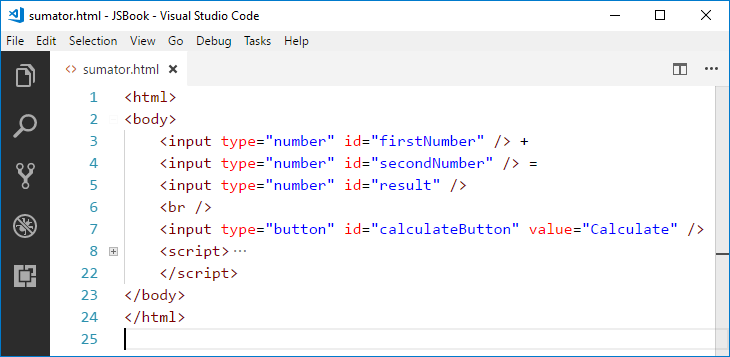 sumator.html - JSBook - Visual Studio Code
File Edit Selection View Go Debug Tasks Help
<> sumator.html
1 <html>
2 <body>
3 <input type="number" id="firstNumber" /> +
4 <input type="number" id="secondNumber" /> =
5 <input type="number" id="result" />
6 <br />
7 <input type="button" id="calculateButton" value="Calculate" />
8 <script>···
22 </script>
23 </body>
24 </html>
25